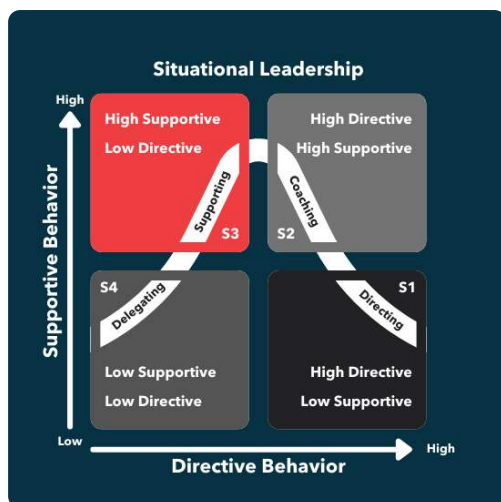 Situational Leadership
High
Supportive Behavior
High Supportive
Low Directive
Supporting
S3
High Directive
High Supportive
Coaching
S2
S4
Delegating
Low Supportive
Low Directive
S1
Directing
High Directive
Low Supportive
Low
High
Directive Behavior